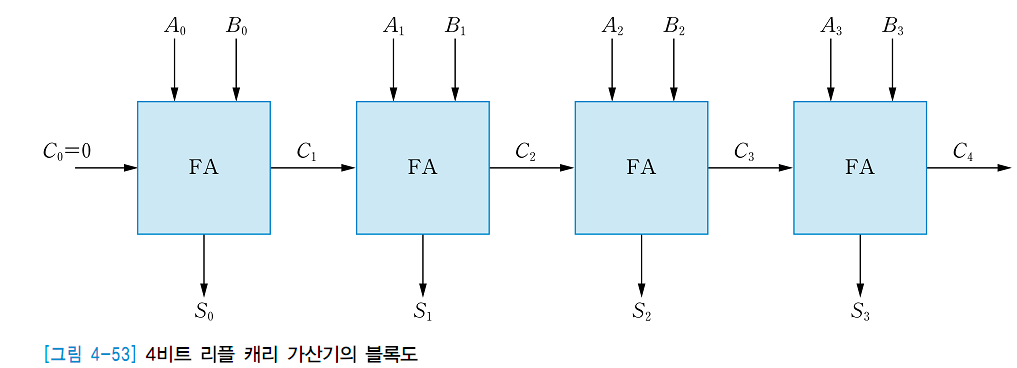 A₀ B₀ A₁ B₁ A₂ B₂ A₃ B₃
C₀=0 FA C₁ FA C₂ FA C₃ FA C₄
S₀ S₁ S₂ S₃
[그림 4-53] 4비트 리플 캐리 가산기의 블록도